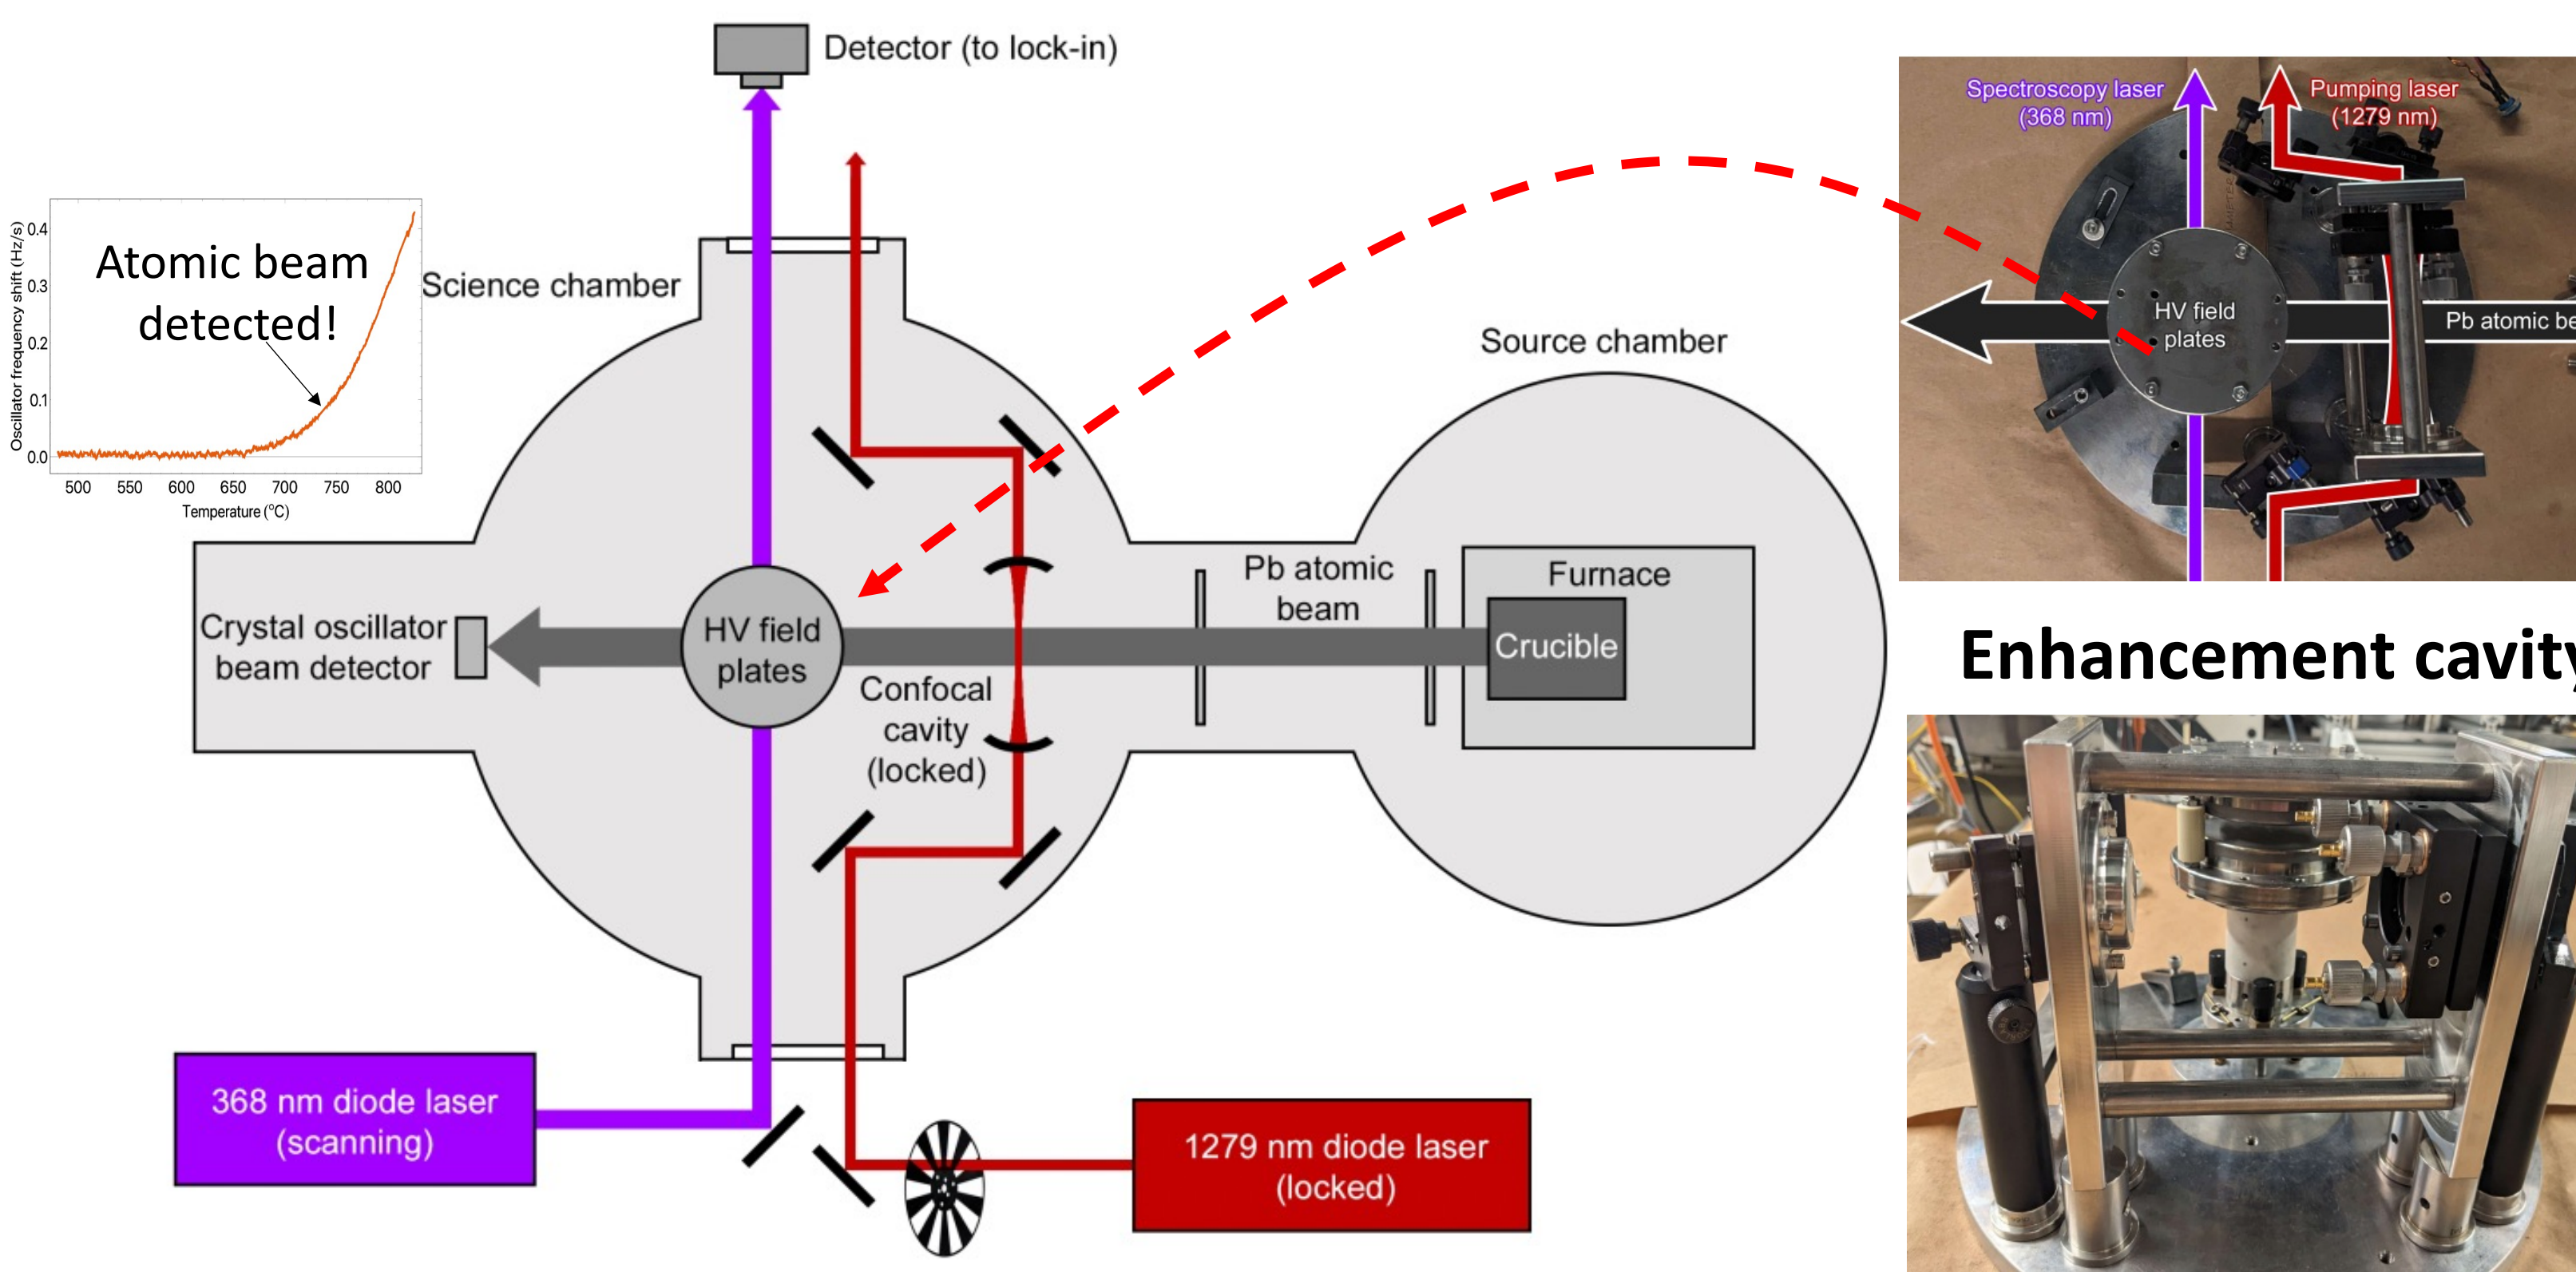 Detector (to lock-in)
Spectroscopy laser
(368 nm)
Pumping laser
(1279 nm)
HV field
plates
Pb atomic be
Oscillator frequency shift (Hz/s)
0.4
0.3
0.2
0.1
0.0
Atomic beam
detected!
500 550 600 650 700 750 800
Temperature (°C)
Science chamber
Source chamber
Crystal oscillator
beam detector
HV field
plates
Confocal
cavity
(locked)
Pb atomic
beam
Furnace
Crucible
Enhancement cavity
368 nm diode laser
(scanning)
1279 nm diode laser
(locked)